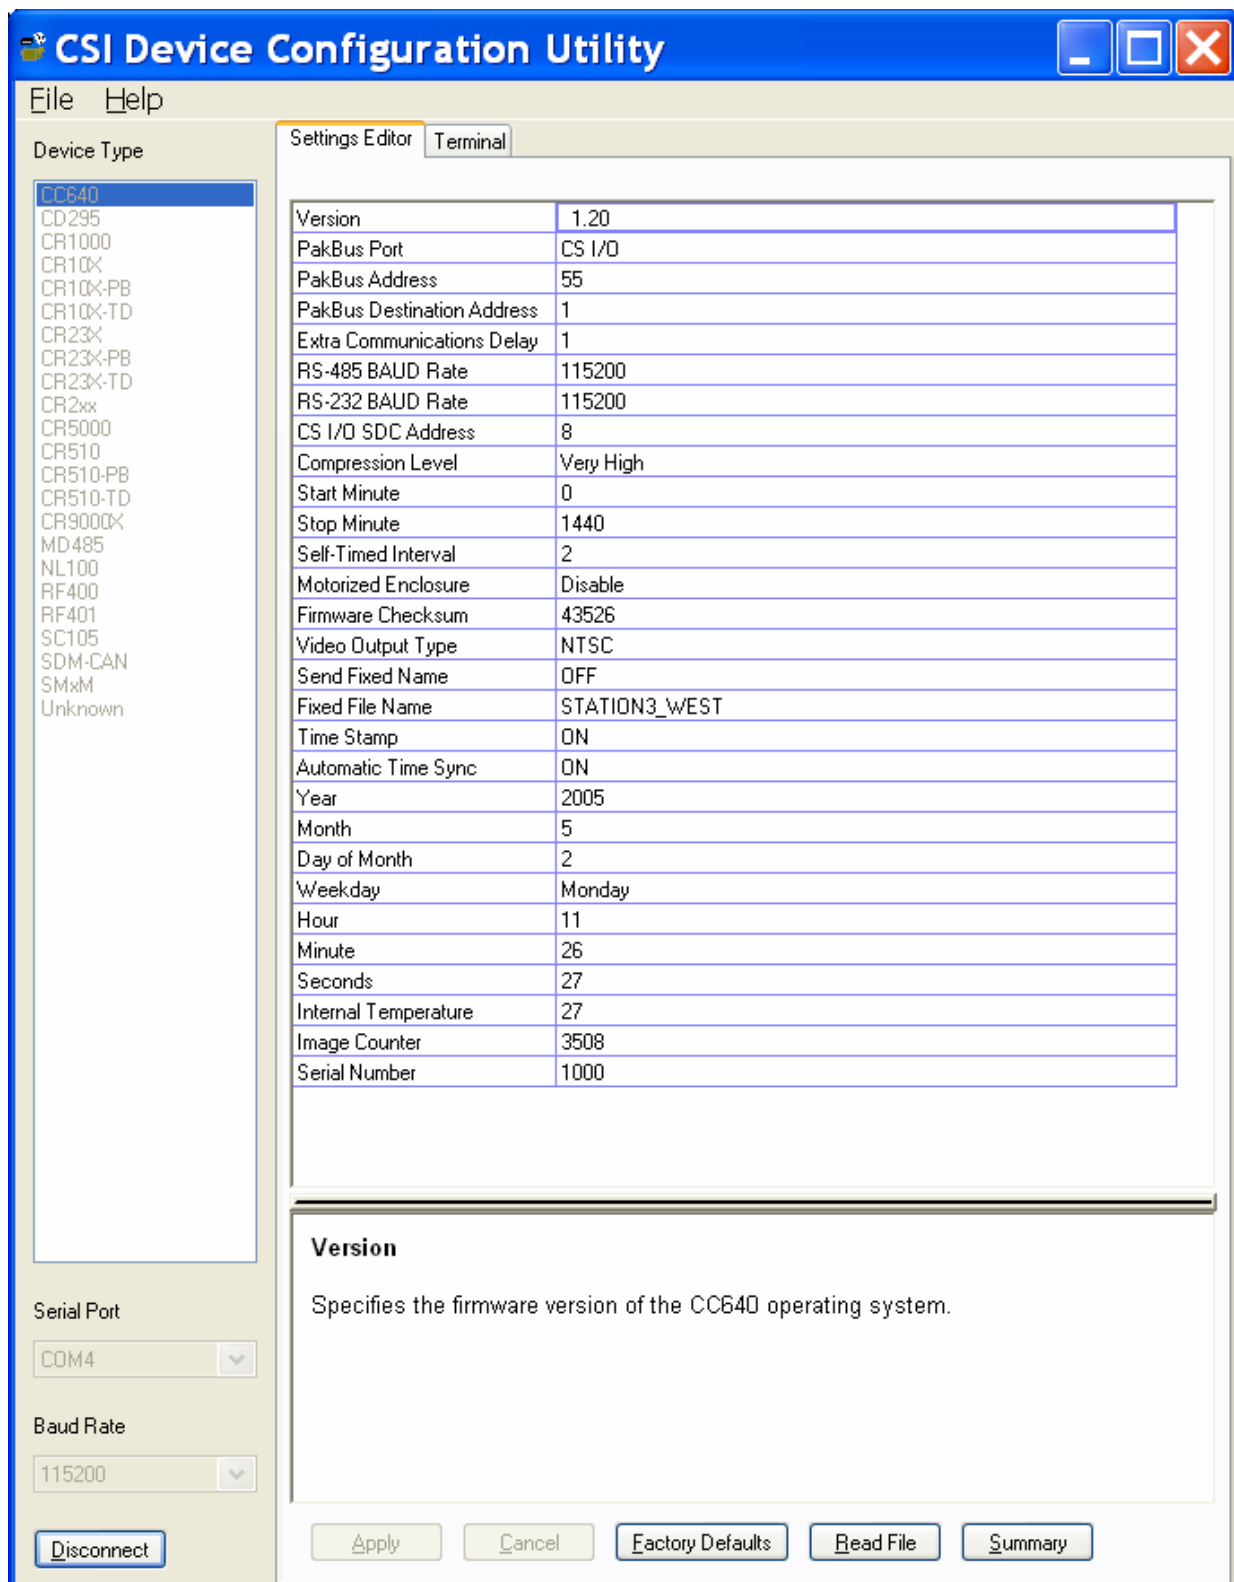 CSI Device Configuration Utility
File Help
Device Type
CC640
CD295
CR1000
CR10X
CR10X-PB
CR10X-TD
CR23X
CR23X-PB
CR23X-TD
CR2xx
CR5000
CR510
CR510-PB
CR510-TD
CR9000X
MD485
NL100
RF400
RF401
SC105
SDM-CAN
SMxM
Unknown
Serial Port
COM4
Baud Rate
115200
Disconnect
Settings Editor Terminal
Version 1.20
PakBus Port CS I/O
PakBus Address 55
PakBus Destination Address 1
Extra Communications Delay 1
RS-485 BAUD Rate 115200
RS-232 BAUD Rate 115200
CS I/O SDC Address 8
Compression Level Very High
Start Minute 0
Stop Minute 1440
Self-Timed Interval 2
Motorized Enclosure Disable
Firmware Checksum 43526
Video Output Type NTSC
Send Fixed Name OFF
Fixed File Name STATION3_WEST
Time Stamp ON
Automatic Time Sync ON
Year 2005
Month 5
Day of Month 2
Weekday Monday
Hour 11
Minute 26
Seconds 27
Internal Temperature 27
Image Counter 3508
Serial Number 1000
Version
Specifies the firmware version of the CC640 operating system.
Apply Cancel Factory Defaults Read File Summary